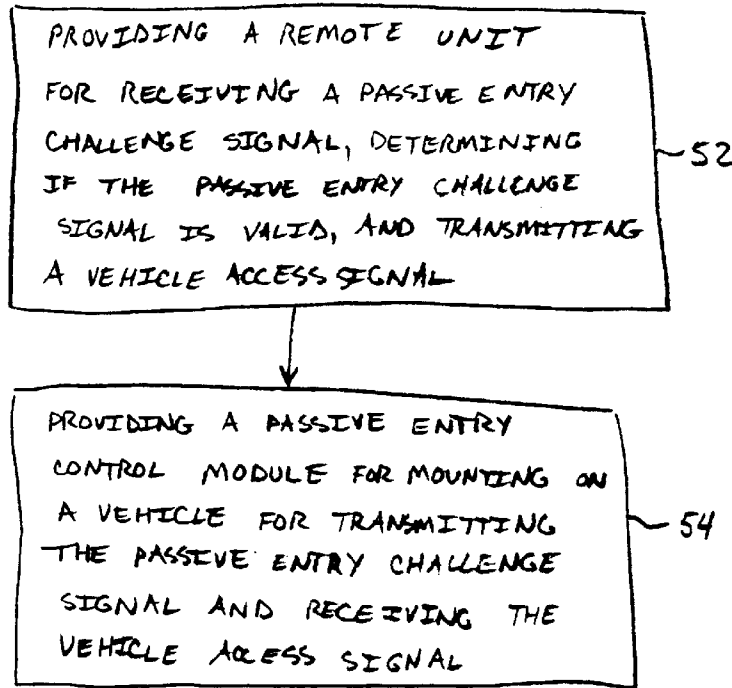 PROVIDING A REMOTE UNIT
FOR RECEIVING A PASSIVE ENTRY
CHALLENGE SIGNAL, DETERMINING
IF THE PASSIVE ENTRY CHALLENGE
SIGNAL IS VALID, AND TRANSMITTING
A VEHICLE ACCESS SIGNAL
52
PROVIDING A PASSIVE ENTRY
CONTROL MODULE FOR MOUNTING ON
A VEHICLE FOR TRANSMITTING
THE PASSIVE ENTRY CHALLENGE
SIGNAL AND RECEIVING THE
VEHICLE ACCESS SIGNAL
54